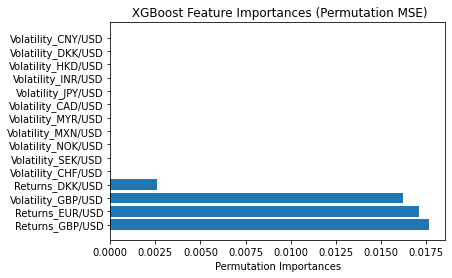 XGBoost Feature Importances (Permutation MSE)
Volatility_CNY/USD
Volatility_DKK/USD
Volatility_HKD/USD
Volatility_INR/USD
Volatility_JPY/USD
Volatility_CAD/USD
Volatility_MYR/USD
Volatility_MXN/USD
Volatility_NOK/USD
Volatility_SEK/USD
Volatility_CHF/USD
Returns_DKK/USD
Volatility_GBP/USD
Returns_EUR/USD
Returns_GBP/USD
0.0000 0.0025 0.0050 0.0075 0.0100 0.0125 0.0150 0.0175
Permutation Importances